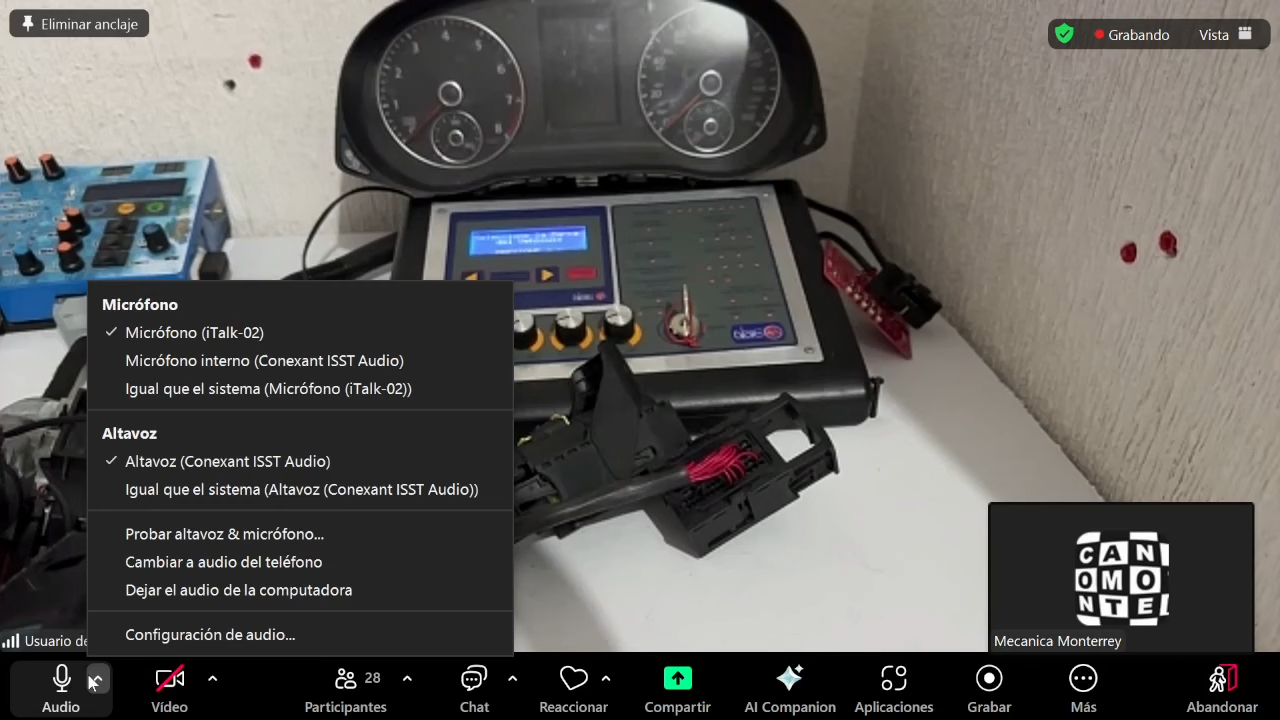 Eliminar anclaje
Grabando
Vista
Micrófono
Micrófono (iTalk-02)
Micrófono interno (Conexant ISST Audio)
Igual que el sistema (Micrófono (iTalk-02))
Altavoz
Altavoz (Conexant ISST Audio)
Igual que el sistema (Altavoz (Conexant ISST Audio))
Probar altavoz & micrófono...
Cambiar a audio del teléfono
Dejar el audio de la computadora
Configuración de audio...
CAN
OMO
NTE
Usuario de
Mecanica Monterrey
Audio
Vídeo
Participantes
28
Chat
Reaccionar
Compartir
AI Companion
Aplicaciones
Grabar
Más
Abandonar